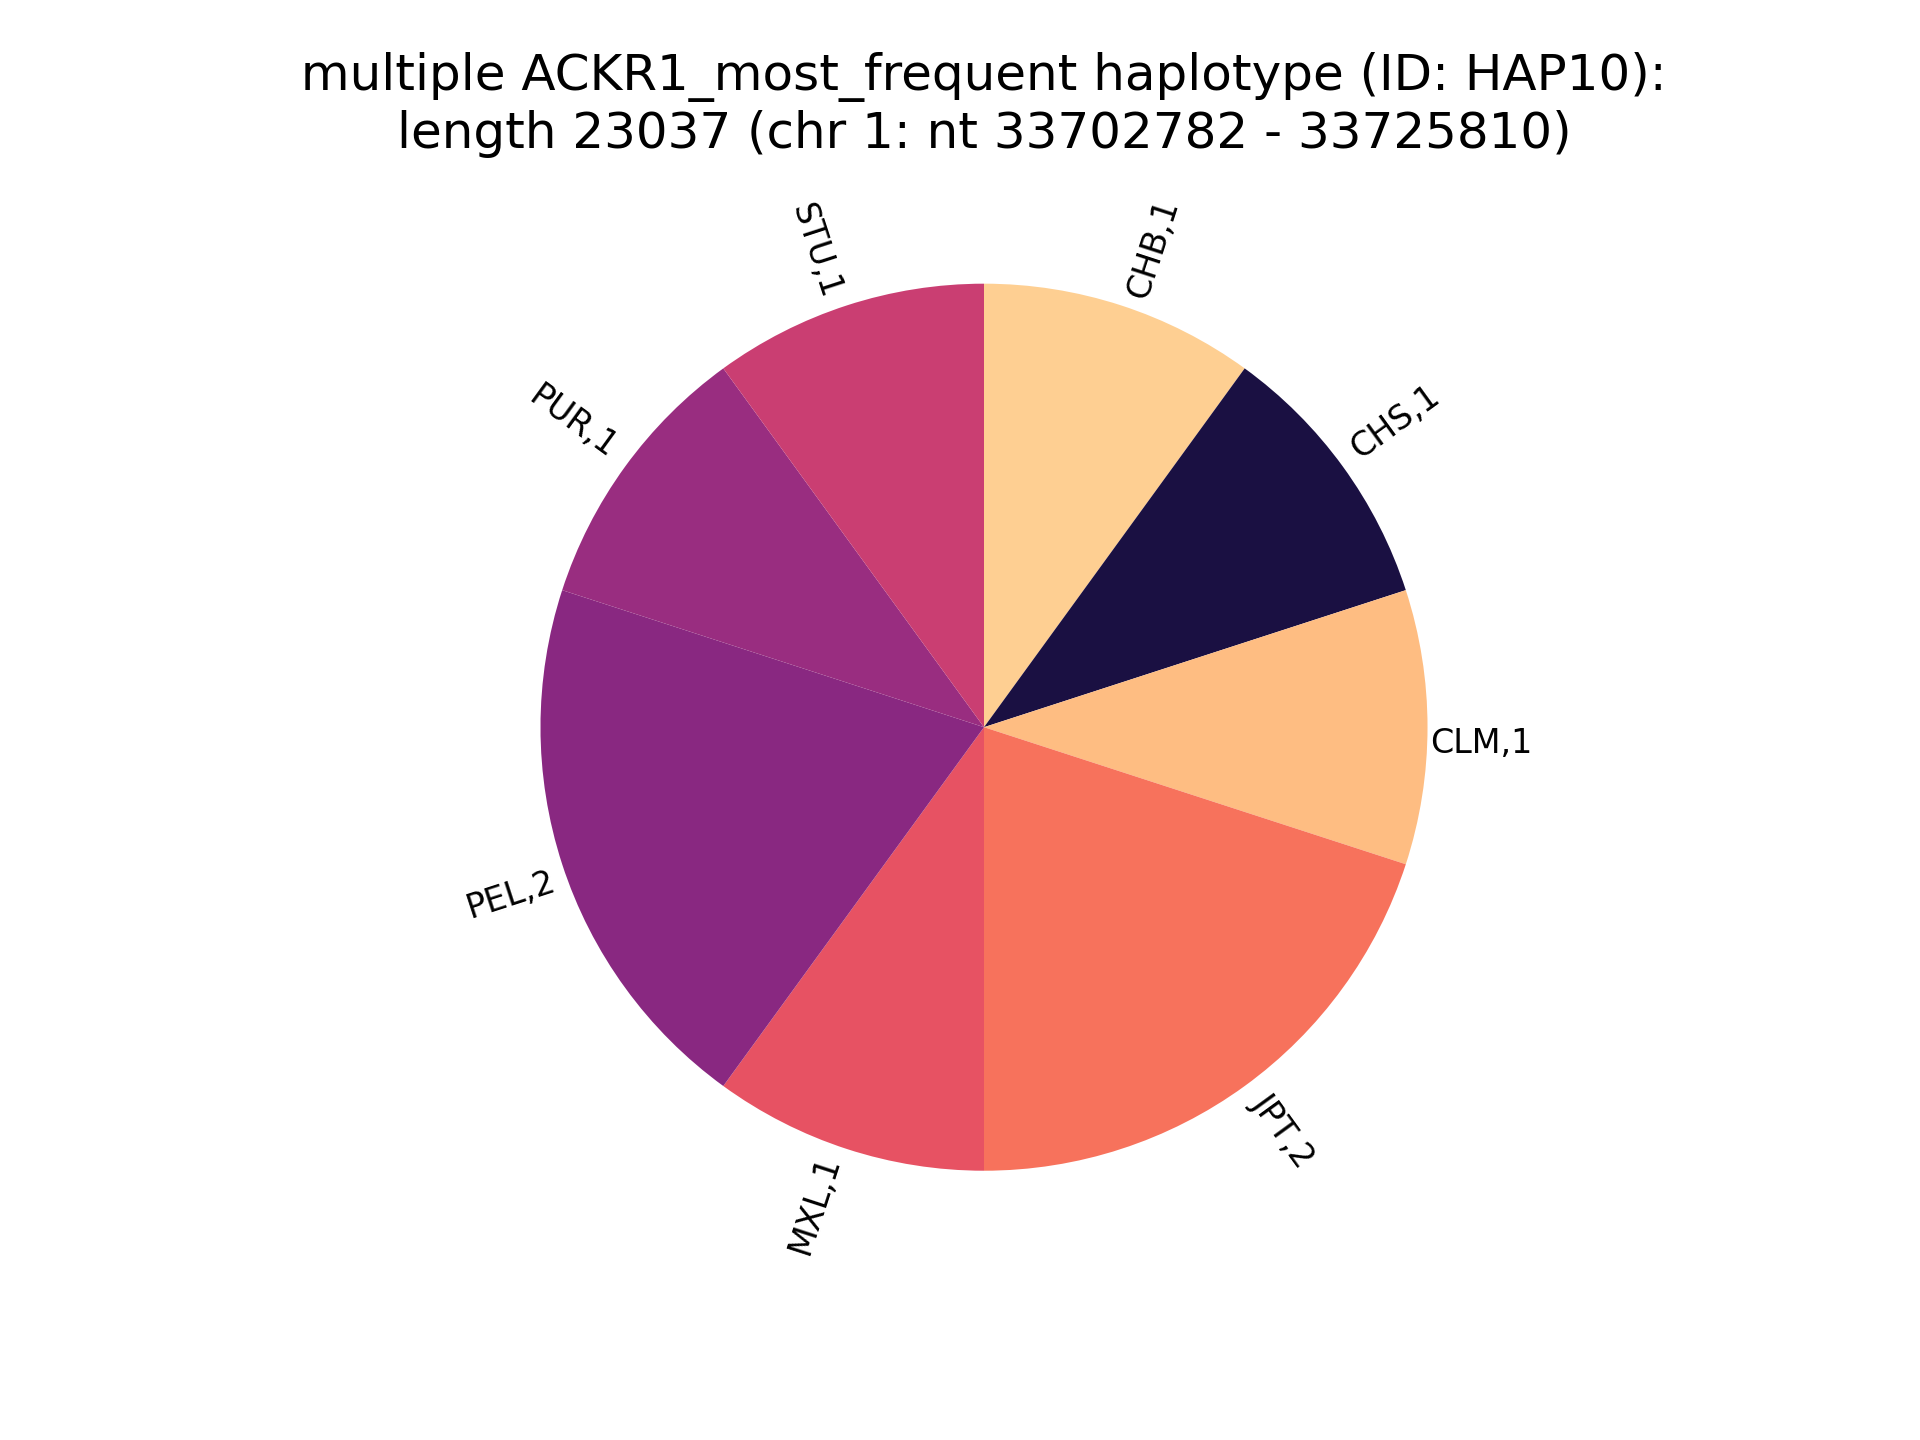 multiple ACKR1_most_frequent haplotype (ID: HAP10):
length 23037 (chr 1: nt 33702782 - 33725810)
STU,1
CHB,1
PUR,1
CHS,1
CLM,1
PEL,2
JPT,2
MXL,1